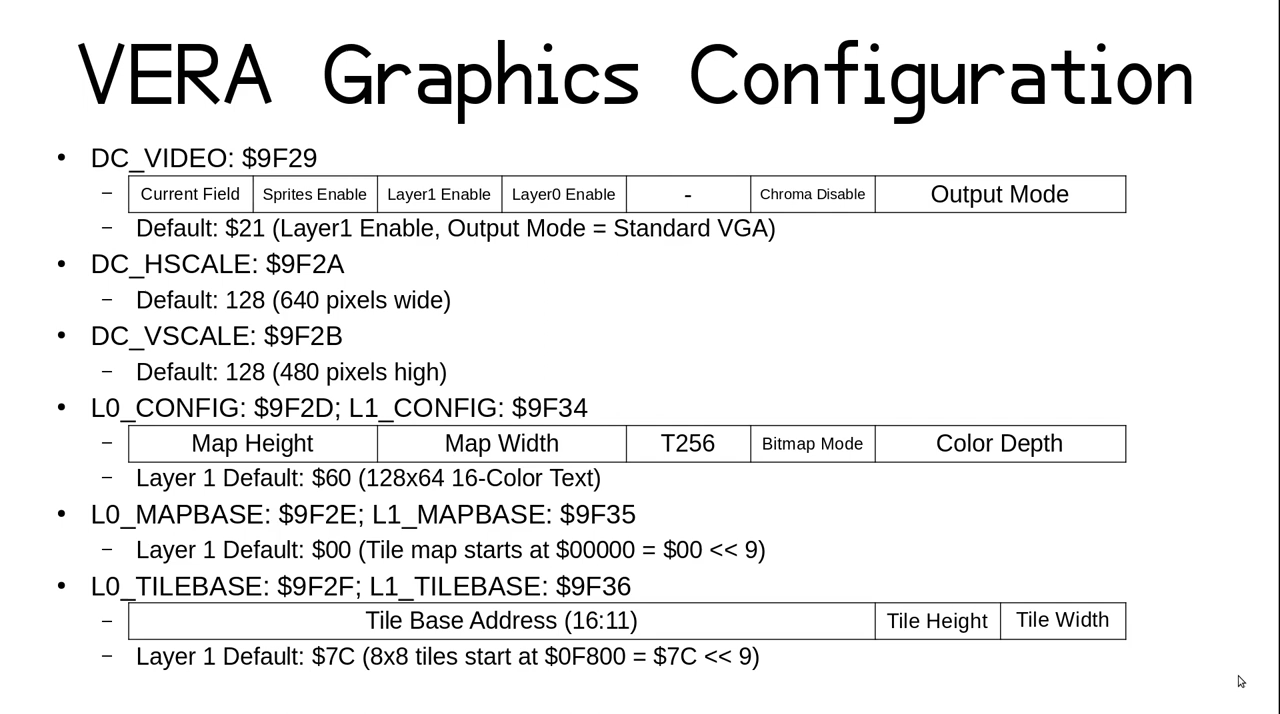 VERA Graphics Configuration
• DC_VIDEO: $9F29
– Current Field Sprites Enable Layer1 Enable Layer0 Enable - Chroma Disable Output Mode
– Default: $21 (Layer1 Enable, Output Mode = Standard VGA)
• DC_HSCALE: $9F2A
– Default: 128 (640 pixels wide)
• DC_VSCALE: $9F2B
– Default: 128 (480 pixels high)
• L0_CONFIG: $9F2D; L1_CONFIG: $9F34
– Map Height Map Width T256 Bitmap Mode Color Depth
– Layer 1 Default: $60 (128x64 16-Color Text)
• L0_MAPBASE: $9F2E; L1_MAPBASE: $9F35
– Layer 1 Default: $00 (Tile map starts at $00000 = $00 << 9)
• L0_TILEBASE: $9F2F; L1_TILEBASE: $9F36
– Tile Base Address (16:11) Tile Height Tile Width
– Layer 1 Default: $7C (8x8 tiles start at $0F800 = $7C << 9)